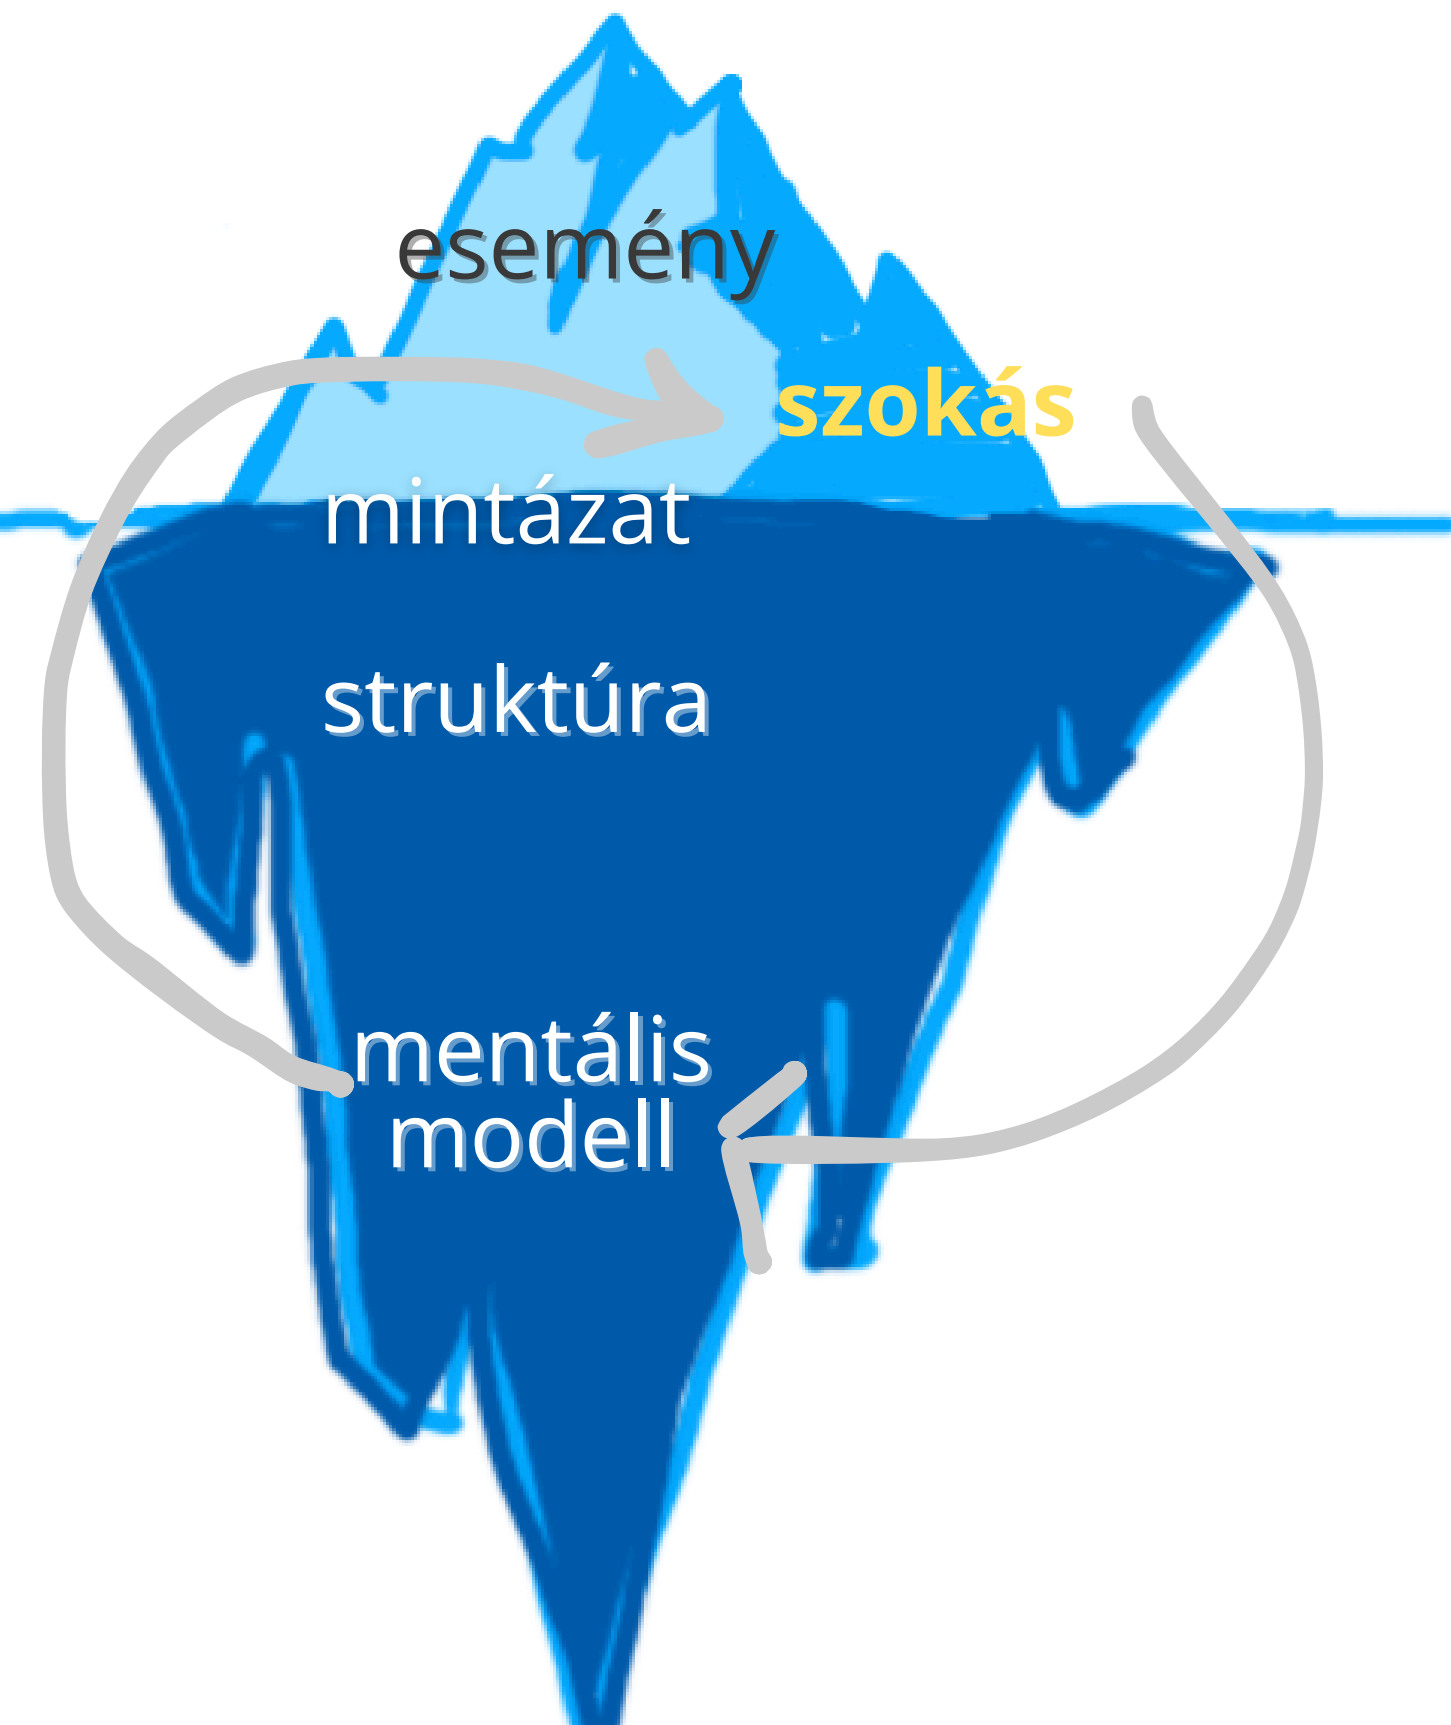 esemény
szokás
mintázat
struktúra
mentális
modell